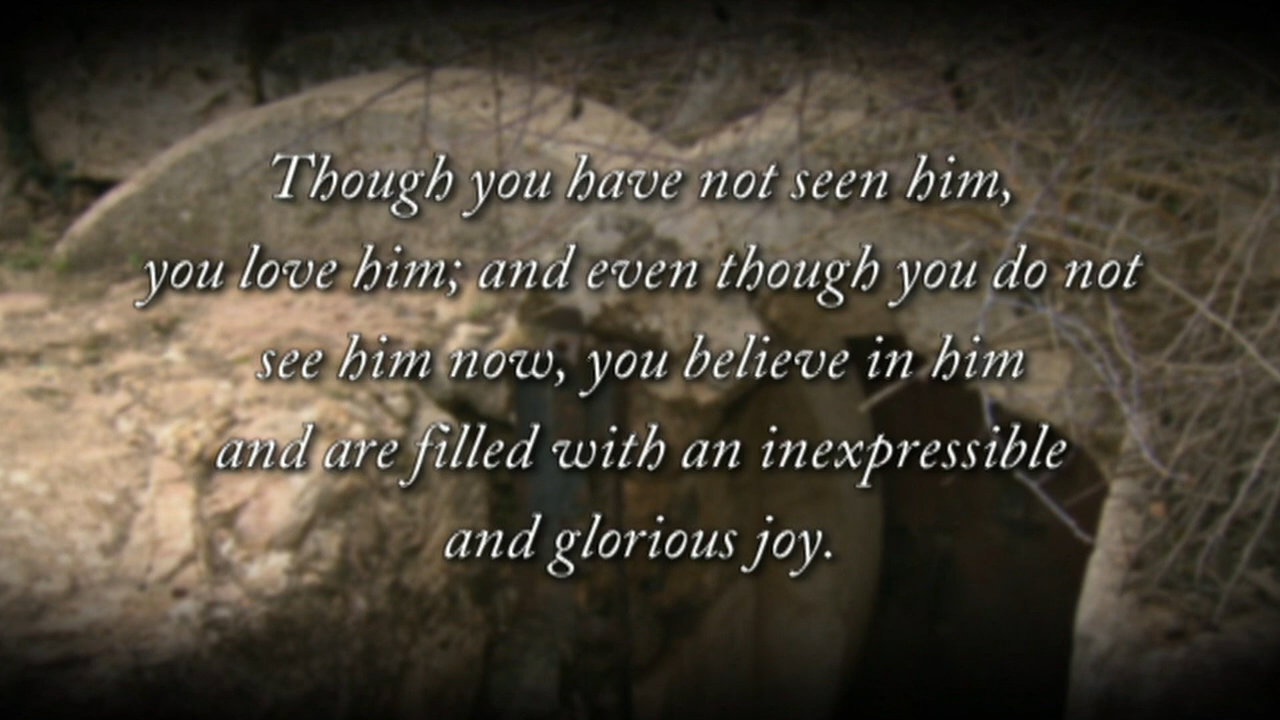 Though you have not seen him,
you love him; and even though you do not
see him now, you believe in him
and are filled with an inexpressible
and glorious joy.